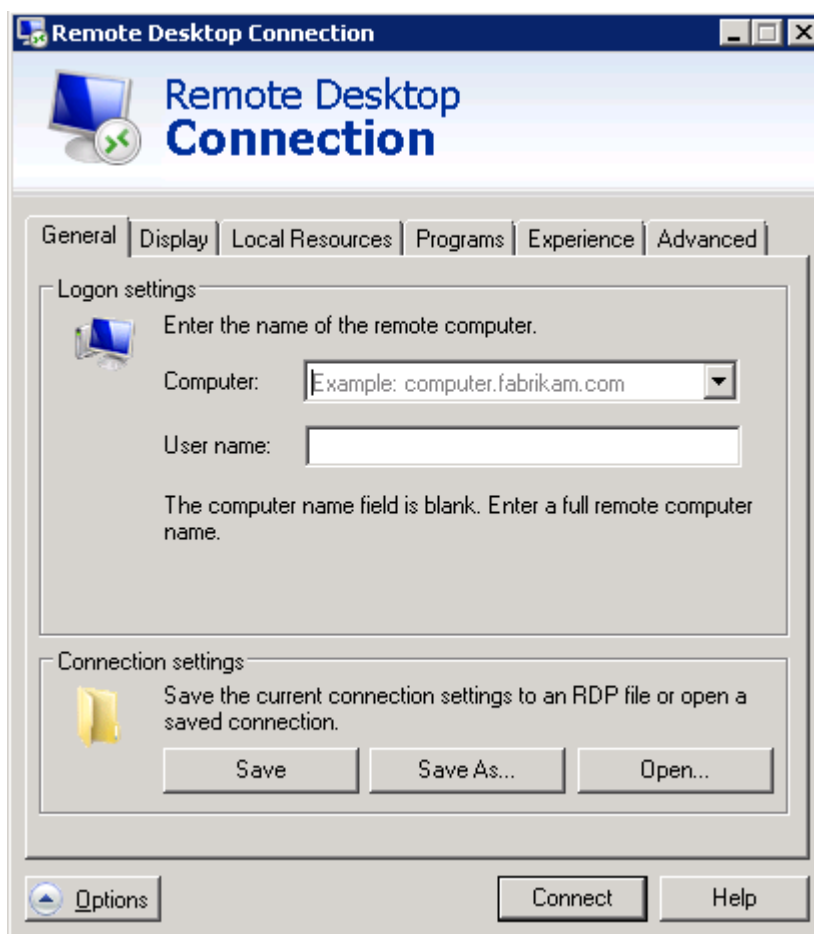 Remote Desktop Connection
Remote Desktop
Connection
General Display Local Resources Programs Experience Advanced
Logon settings
Enter the name of the remote computer.
Computer: Example: computer.fabrikam.com
User name:
The computer name field is blank. Enter a full remote computer
name.
Connection settings
Save the current connection settings to an RDP file or open a
saved connection.
Save Save As... Open...
Options Connect Help